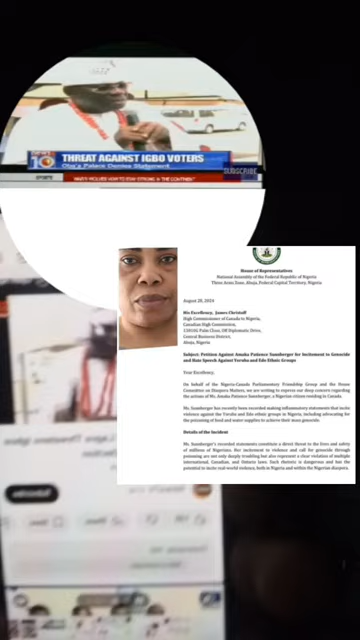 NEWS
10
THREAT AGAINST IGBO VOTERS
Oba's Palace Denies Statement
SUBSCRIBE
SPORTS
House of Representatives
National Assembly of the Federal Republic of Nigeria
Three Arms Zone, Abuja, Federal Capital Territory, Nigeria
August 28, 2024
His Excellency, James Christoff
High Commissioner of Canada to Nigeria,
Canadian High Commission,
13010G Palm Close, Off Diplomatic Drive,
Central Business District,
Abuja, Nigeria
Subject: Petition Against Amaka Patience Sunnberger for Incitement to Genocide
and Hate Speech Against Yoruba and Edo Ethnic Groups
Your Excellency,
On behalf of the Nigeria-Canada Parliamentary Friendship Group and the House
Committee on Diaspora Matters, we are writing to express our deep concern regarding
the actions of Ms. Amaka Patience Sunnberger, a Nigerian citizen residing in Canada.
Ms. Sunnberger has recently been recorded making inflammatory statements that incite
violence against the Yoruba and Edo ethnic groups in Nigeria, including advocating for
the poisoning of food and water supplies to achieve their mass genocide.
Details of the Incident
Ms. Sunnberger's recorded statements constitute a direct threat to the lives and safety
of millions of Nigerians. Her incitement to violence and call for genocide through
poisoning are not only deeply troubling but also represent a clear violation of multiple
international, Canadian, and Ontario laws. Such rhetoric is dangerous and has the
potential to incite real-world violence, both in Nigeria and within the Nigerian diaspora.